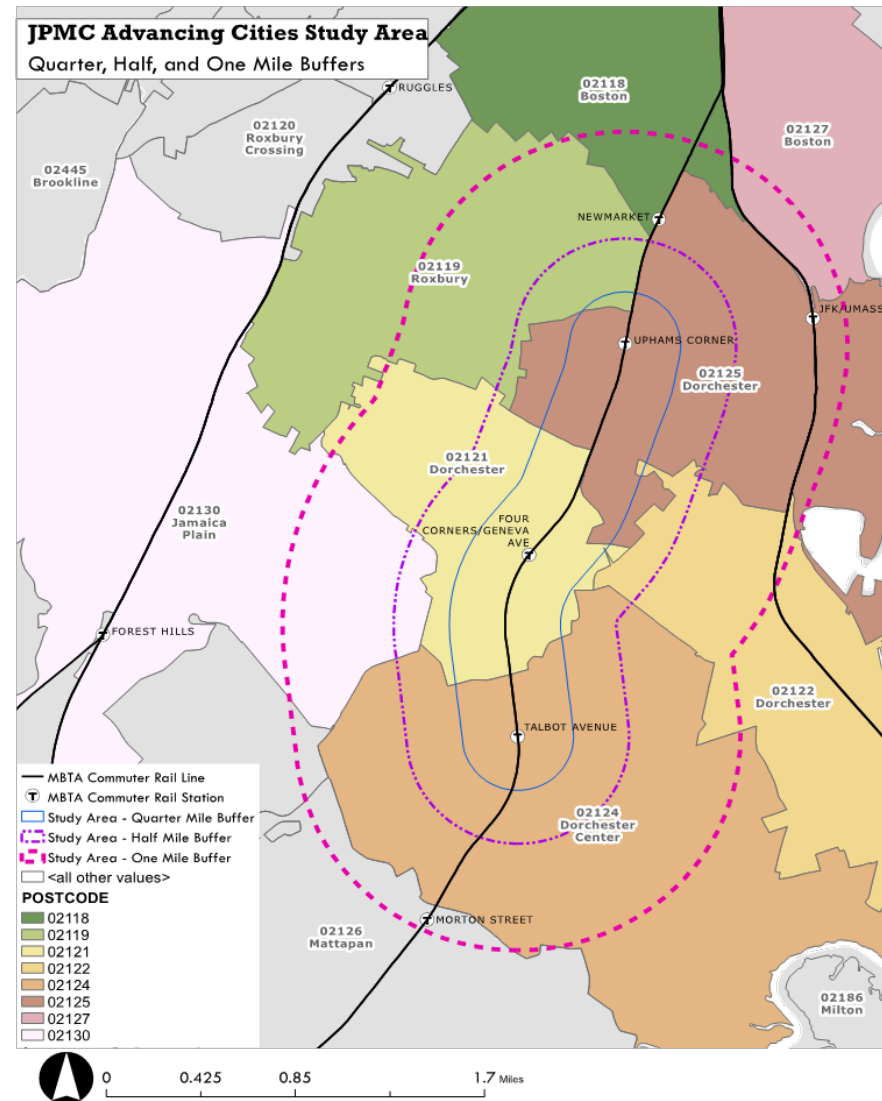 JPMC Advancing Cities Study Area
Quarter, Half, and One Mile Buffers
RUGGLES
02118
Boston
02120
Roxbury
Crossing
02127
Boston
02445
Brookline
NEWMARKET
02119
Roxbury
JFK/UMASS
UPHAMS CORNER
02125
Dorchester
02121
Dorchester
02130
Jamaica
Plain
FOUR
CORNERS/GENEVA
AVE
FOREST HILLS
02122
Dorchester
TALBOT AVENUE
02124
Dorchester
Center
MORTON STREET
02126
Mattapan
02186
Milton
MBTA Commuter Rail Line
T MBTA Commuter Rail Station
Study Area - Quarter Mile Buffer
Study Area - Half Mile Buffer
Study Area - One Mile Buffer
<all other values>
POSTCODE
02118
02119
02121
02122
02124
02125
02127
02130
0 0.425 0.85 1.7 Miles